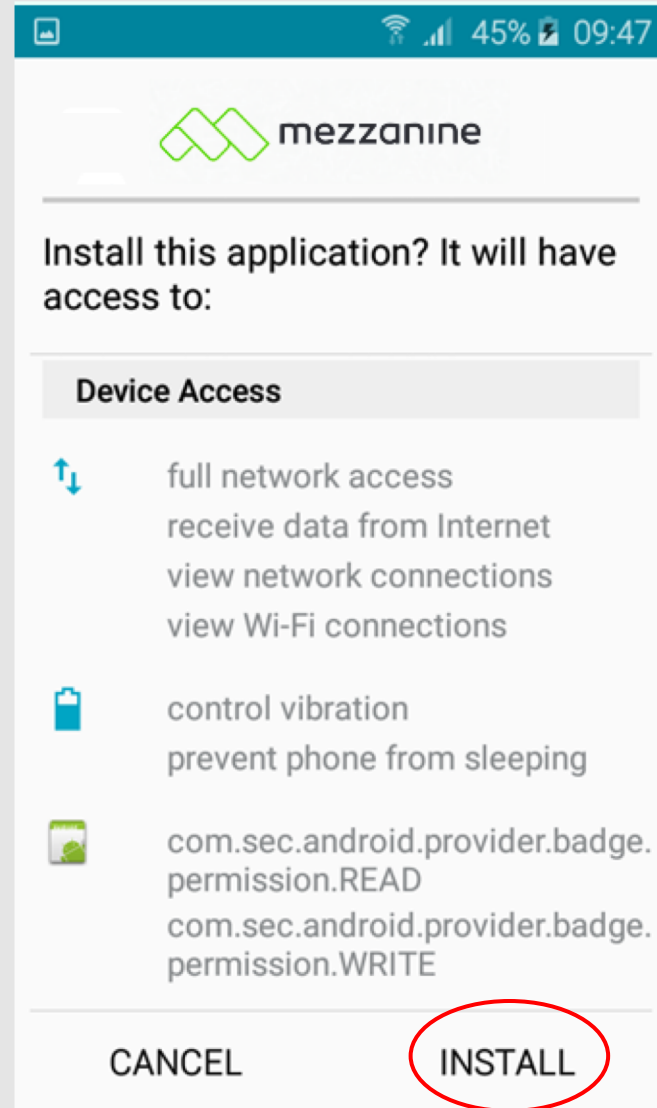 45% 09:47
mezzanine
Install this application? It will have
access to:
Device Access
full network access
receive data from Internet
view network connections
view Wi-Fi connections
control vibration
prevent phone from sleeping
com.sec.android.provider.badge.
permission.READ
com.sec.android.provider.badge.
permission.WRITE
CANCEL INSTALL